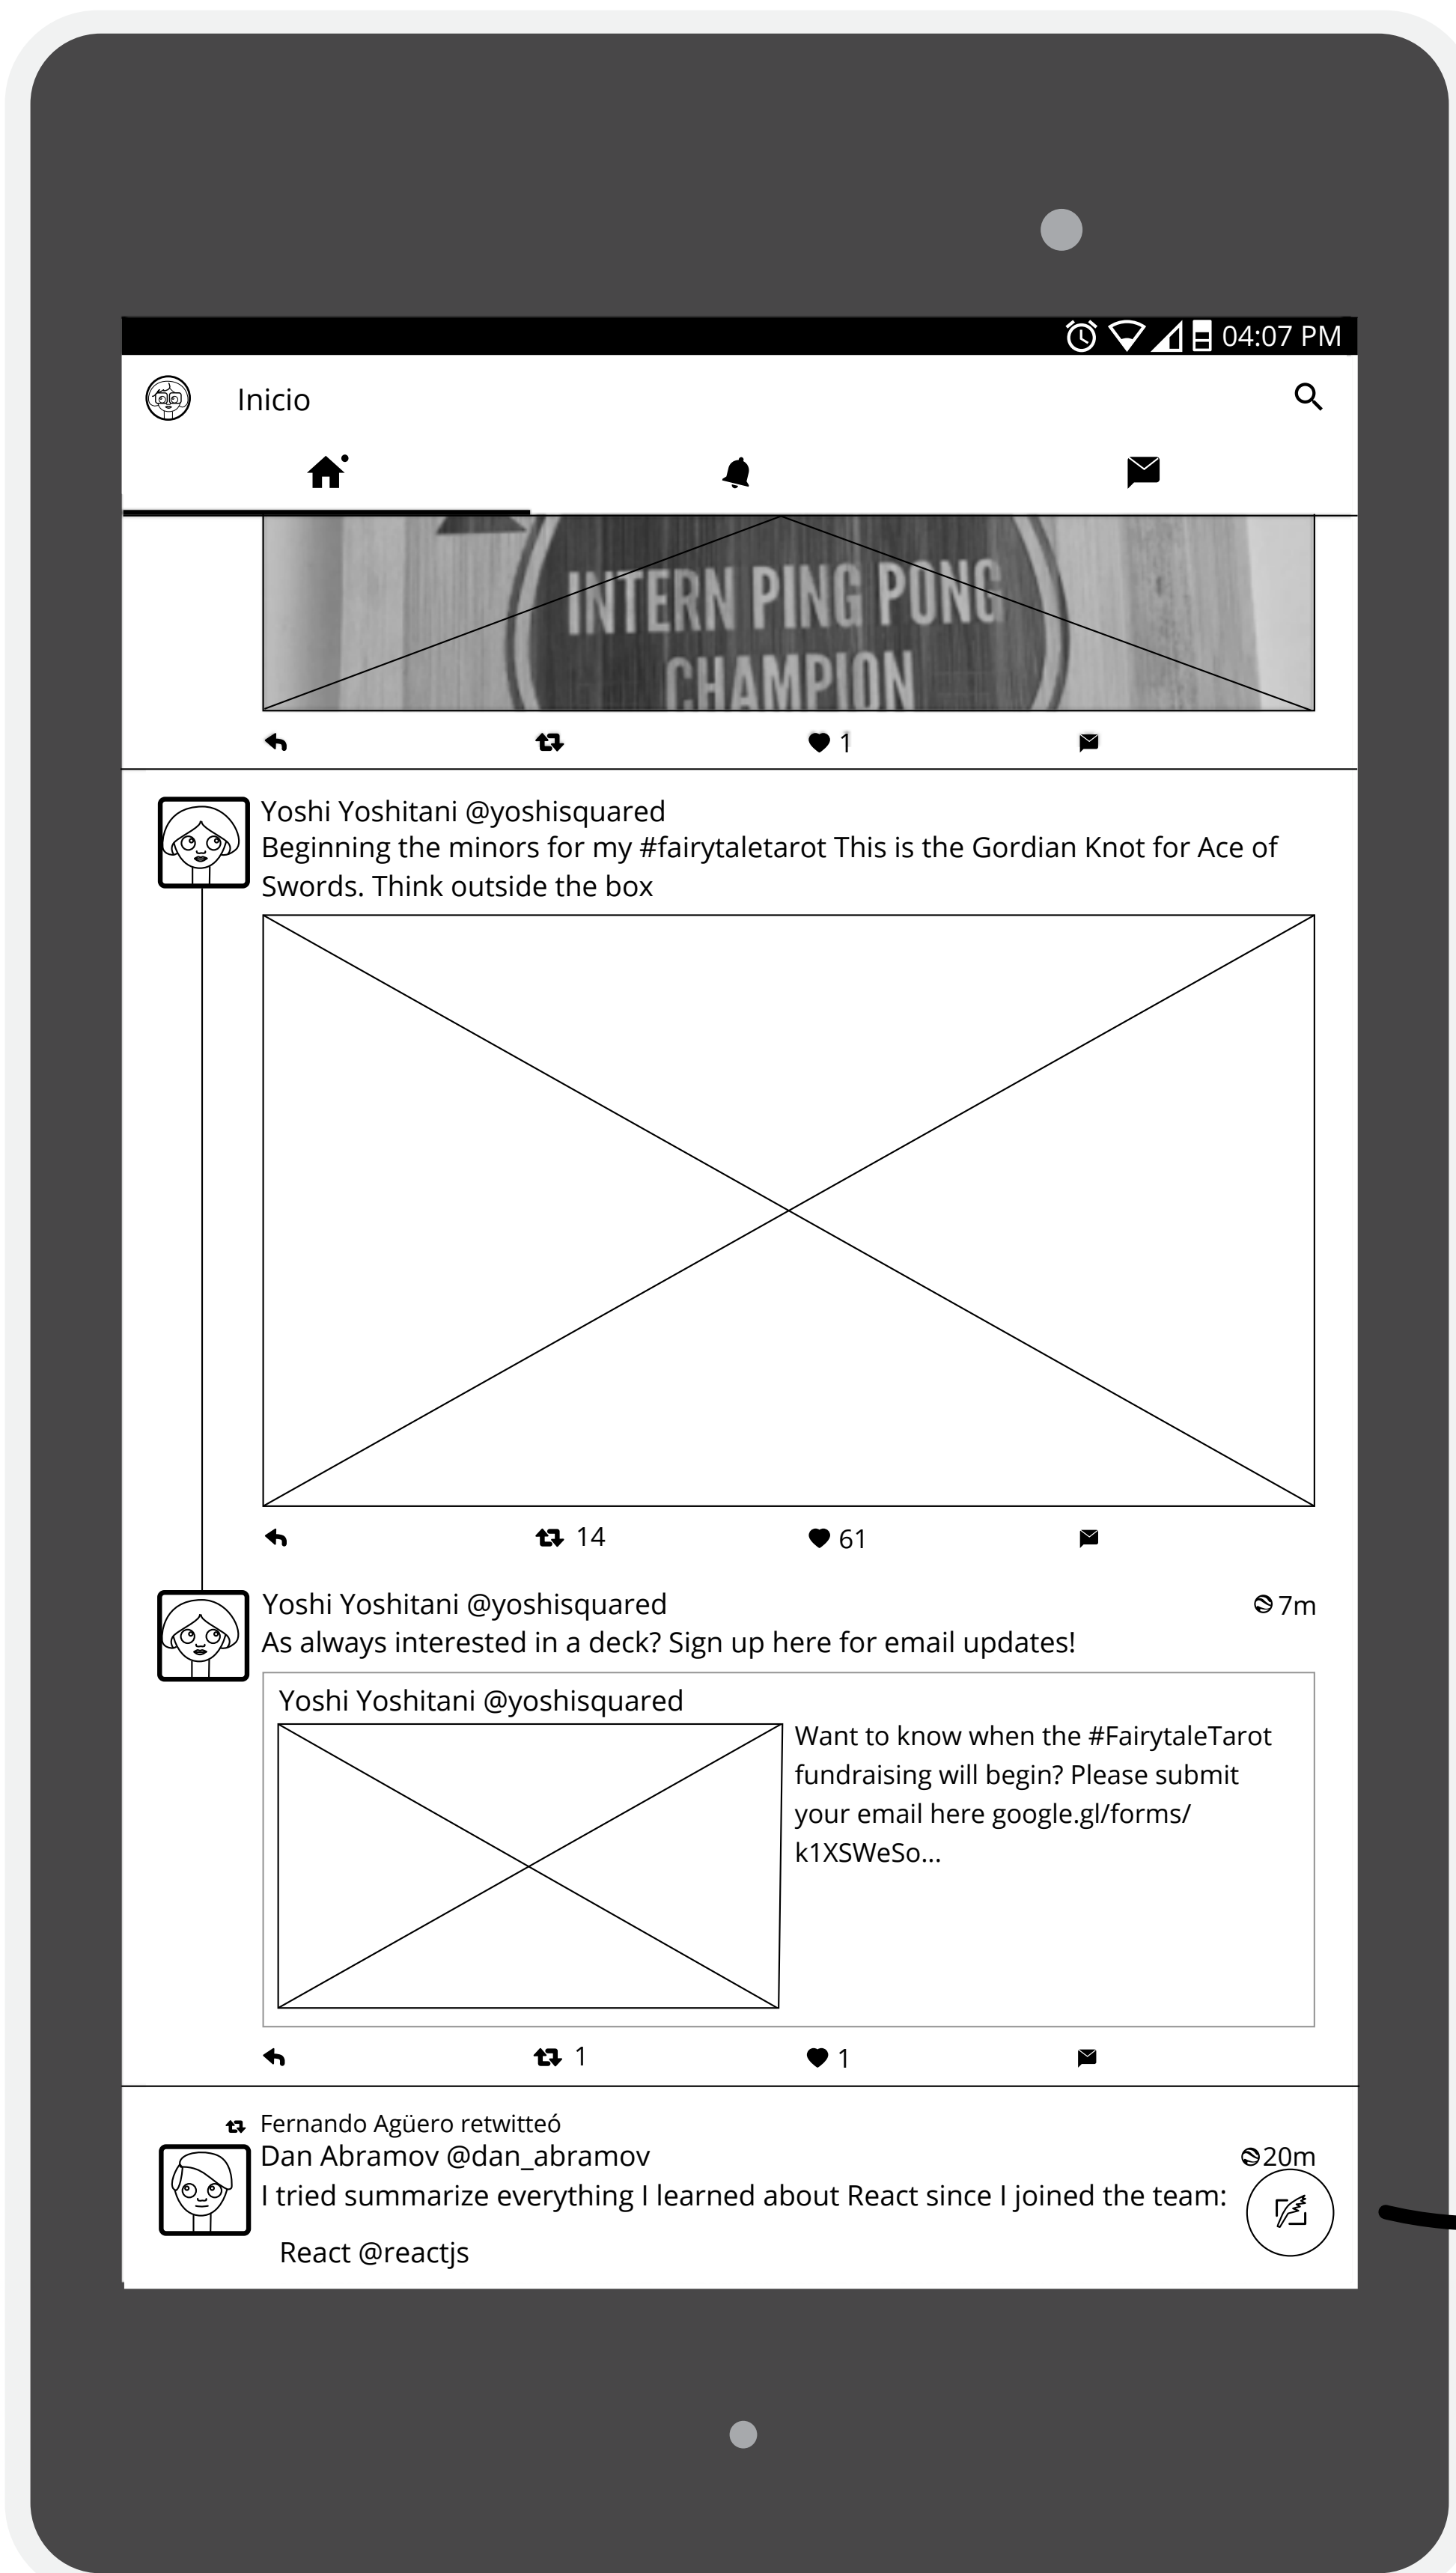 04:07 PM
Inicio
INTERN PING PONG
CHAMPION
1
Yoshi Yoshitani @yoshisquared
Beginning the minors for my #fairytaletarot This is the Gordian Knot for Ace of
Swords. Think outside the box
14
61
Yoshi Yoshitani @yoshisquared
7m
As always interested in a deck? Sign up here for email updates!
Yoshi Yoshitani @yoshisquared
Want to know when the #FairytaleTarot
fundraising will begin? Please submit
your email here google.gl/forms/
k1XSWeSo...
1
1
Fernando Agüero retwitteó
Dan Abramov @dan_abramov
20m
I tried summarize everything I learned about React since I joined the team:
React @reactjs